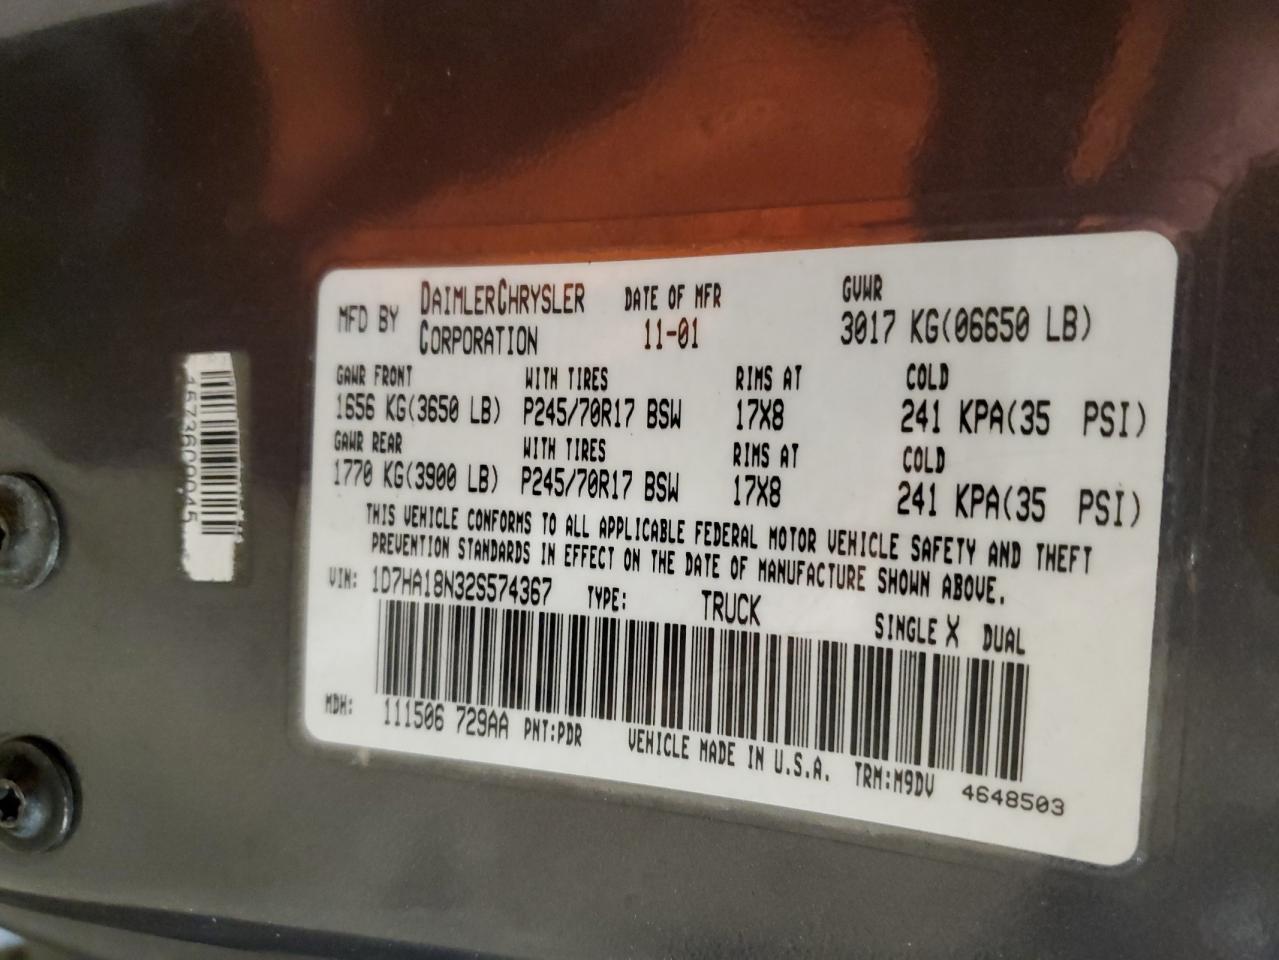 MFD BY DAIMLERCHRYSLER CORPORATION
DATE OF MFR
11-01
GVWR
3017 KG(06650 LB)
GAWR FRONT WITH TIRES RIMS AT COLD
1656 KG(3650 LB) P245/70R17 BSW 17X8 241 KPA(35 PSI)
GAWR REAR WITH TIRES RIMS AT COLD
1770 KG(3900 LB) P245/70R17 BSW 17X8 241 KPA(35 PSI)
THIS VEHICLE CONFORMS TO ALL APPLICABLE FEDERAL MOTOR VEHICLE SAFETY AND THEFT
PREVENTION STANDARDS IN EFFECT ON THE DATE OF MANUFACTURE SHOWN ABOVE.
VIN: 1D7HA18N32S574367 TYPE: TRUCK SINGLE X DUAL
MDH: 111506 729AA PNT:PDR VEHICLE MADE IN U.S.A. TRM:M9DV 4648503